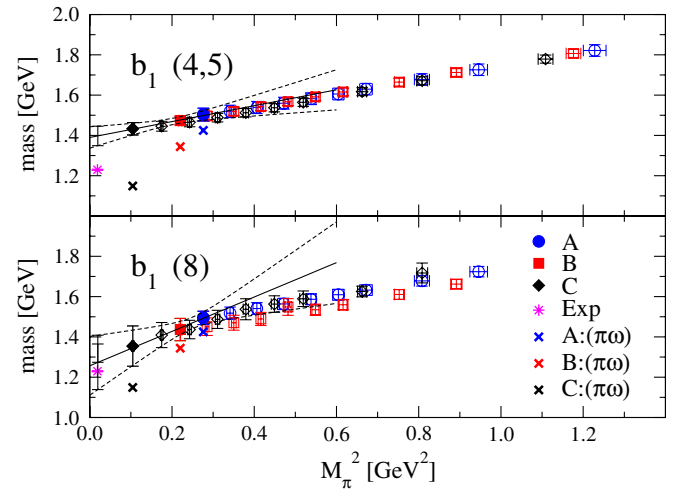 2.0
1.8
1.6
1.4
1.2
mass [GeV]
b₁ (4,5)
1.8
1.6
1.4
1.2
1.0
mass [GeV]
b₁ (8)
A
B
C
Exp
A:(πω)
B:(πω)
C:(πω)
0.0 0.2 0.4 0.6 0.8 1.0 1.2
M_π² [GeV²]